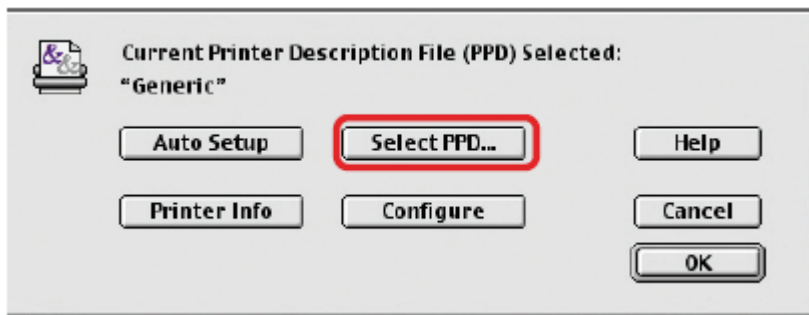 Current Printer Description File (PPD) Selected:
"Generic"
Auto Setup
Select PPD...
Help
Printer Info
Configure
Cancel
OK